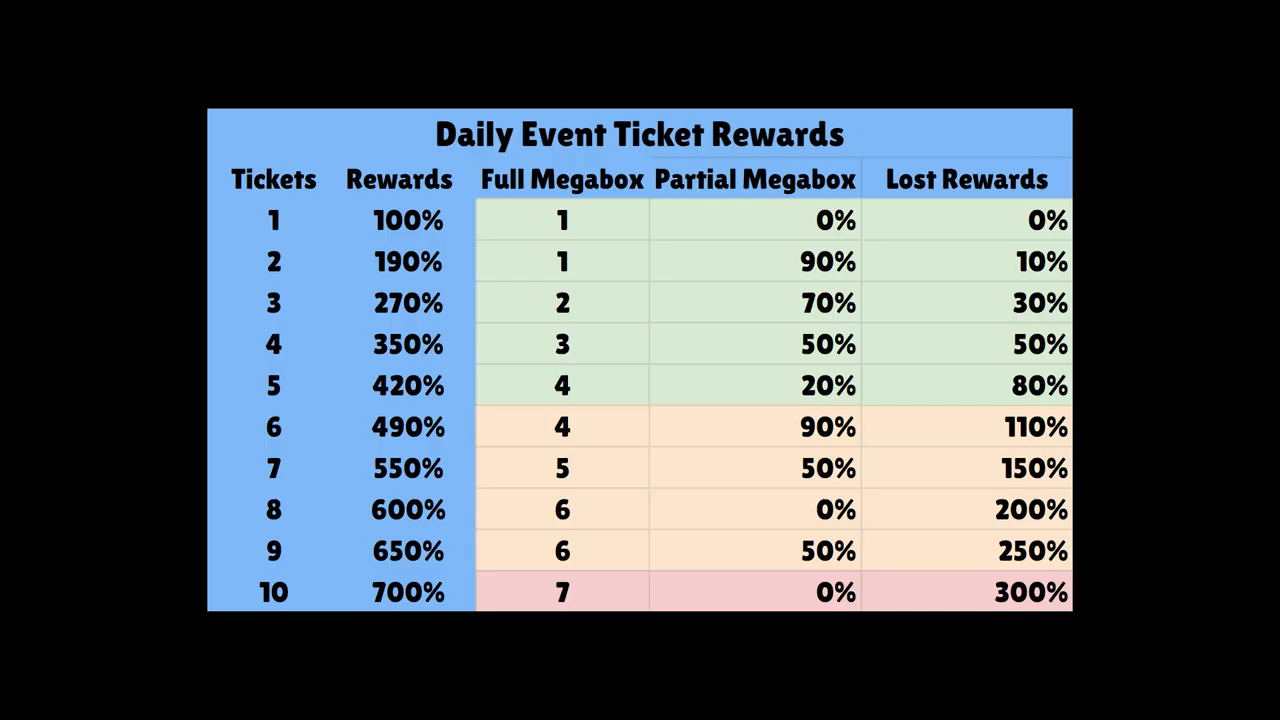 Daily Event Ticket Rewards
Tickets Rewards Full Megabox Partial Megabox Lost Rewards
1 100% 1 0% 0%
2 190% 1 90% 10%
3 270% 2 70% 30%
4 350% 3 50% 50%
5 420% 4 20% 80%
6 490% 4 90% 110%
7 550% 5 50% 150%
8 600% 6 0% 200%
9 650% 6 50% 250%
10 700% 7 0% 300%